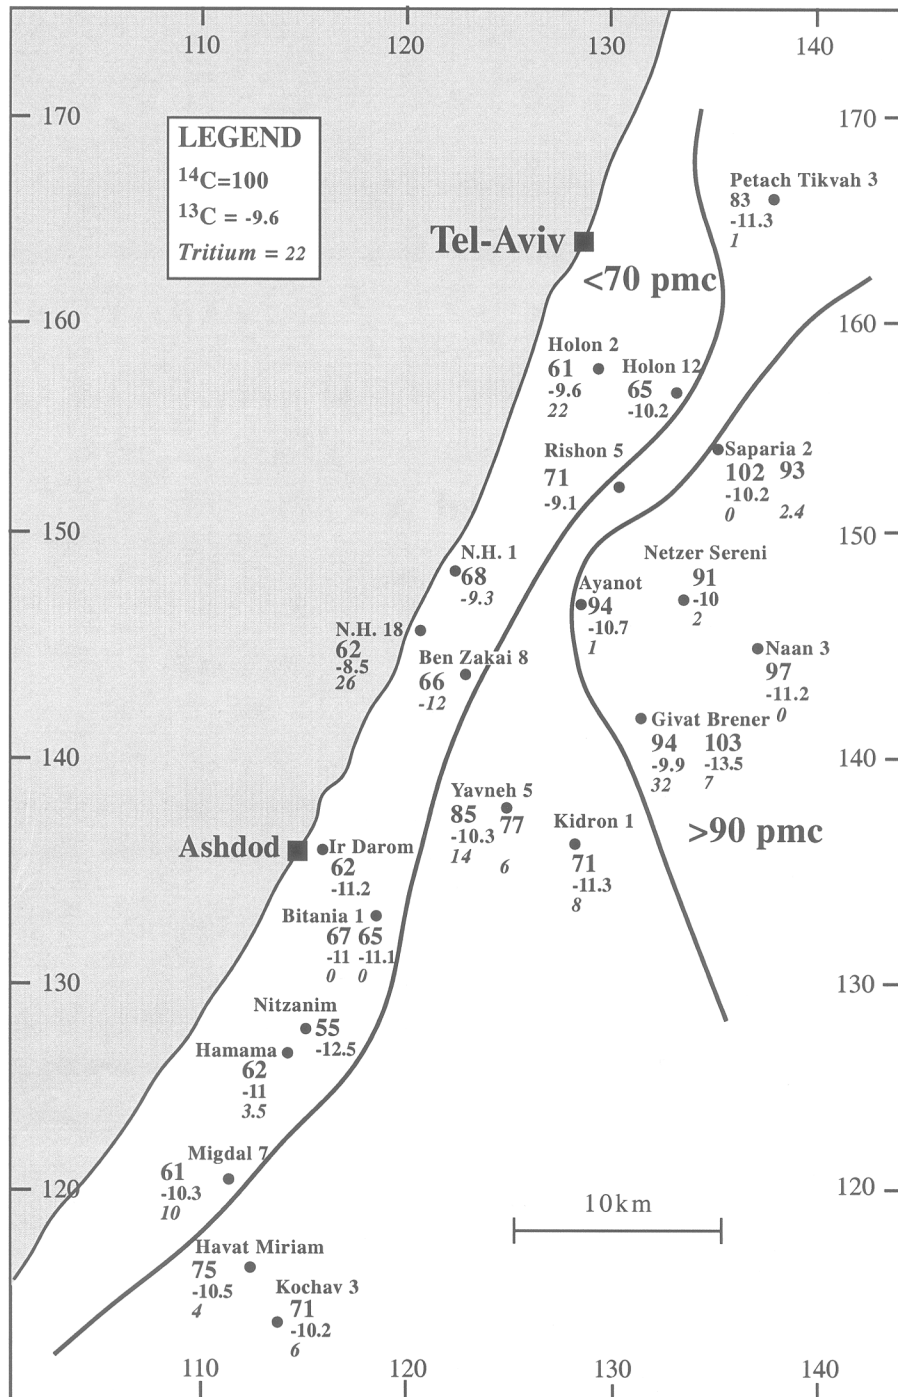 110 120 130 140
170 170
LEGEND
¹⁴C=100
¹³C = -9.6
Tritium = 22
Petach Tikvah 3
83
-11.3
1
Tel-Aviv
<70 pmc
160 160
Holon 2
61
-9.6
22
Holon 12
65
-10.2
Rishon 5
71
-9.1
Saparia 2
102 93
-10.2
0 2.4
150 150
N.H. 1
68
-9.3
Netzer Sereni
91
-10
2
Ayanot
94
-10.7
1
N.H. 18
62
-8.5
26
Ben Zakai 8
66
-12
Naan 3
97
-11.2
0
Givat Brener
94 103
-9.9 -13.5
32 7
140 140
Yavneh 5
85 77
-10.3
14 6
Kidron 1
71
-11.3
8
>90 pmc
Ashdod
Ir Darom
62
-11.2
Bitania 1
67 65
-11 -11.1
0 0
130 130
Nitzanim
55
-12.5
Hamama
62
-11
3.5
Migdal 7
61
-10.3
10
120 120
10km
Havat Miriam
75
-10.5
4
Kochav 3
71
-10.2
6
110 120 130 140